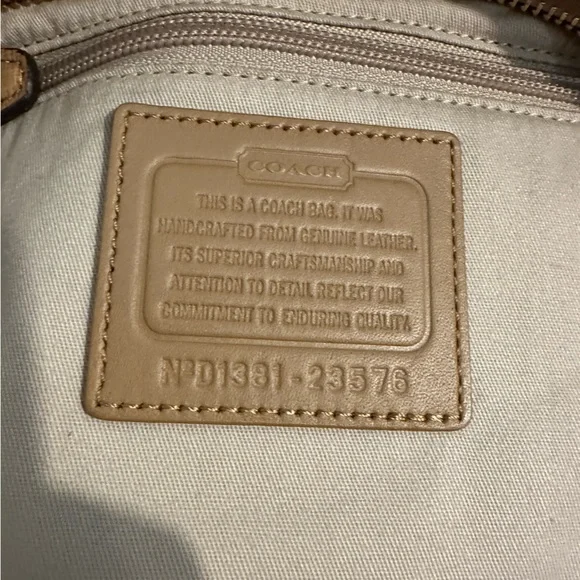 COACH
THIS IS A COACH BAG. IT WAS
HANDCRAFTED FROM GENUINE LEATHER.
ITS SUPERIOR CRAFTSMANSHIP AND
ATTENTION TO DETAIL REFLECT OUR
COMMITMENT TO ENDURING QUALITY.
NºD1381-23576